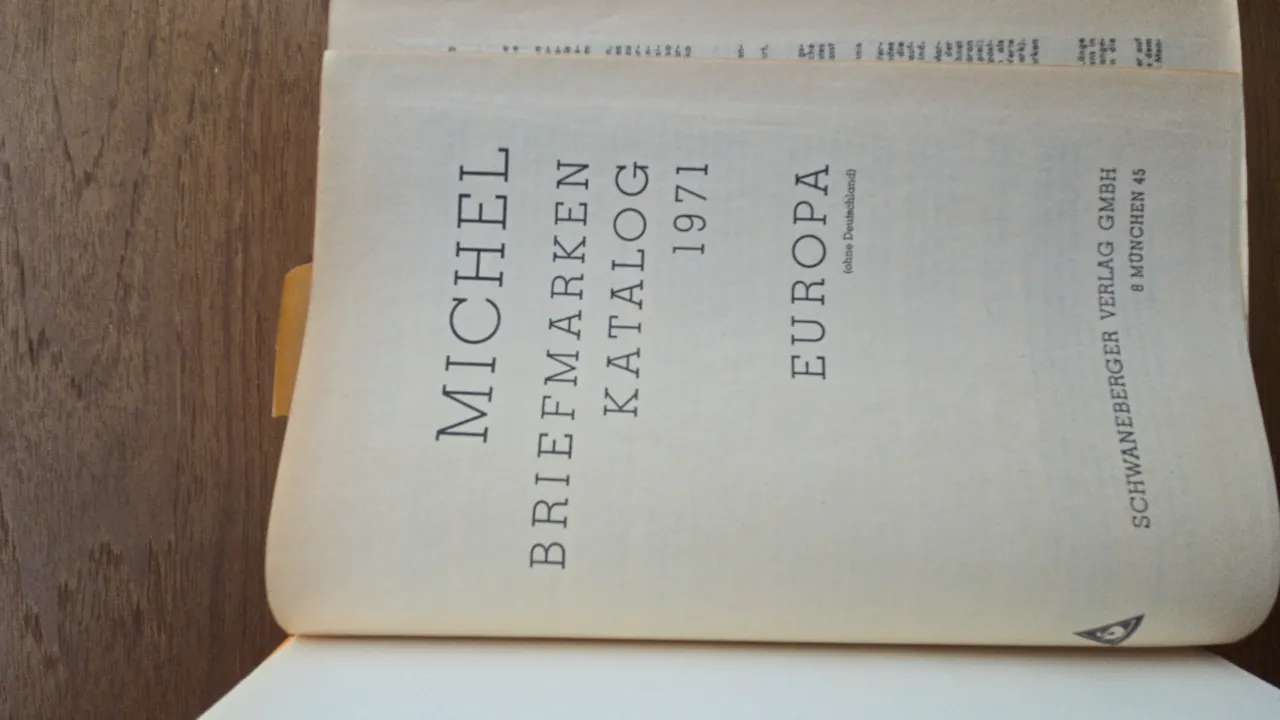 MICHEL
BRIEFMARKEN
KATALOG
1971
EUROPA
(ohne Deutschland)
SCHWANEBERGER VERLAG GMBH
8 MÜNCHEN 45